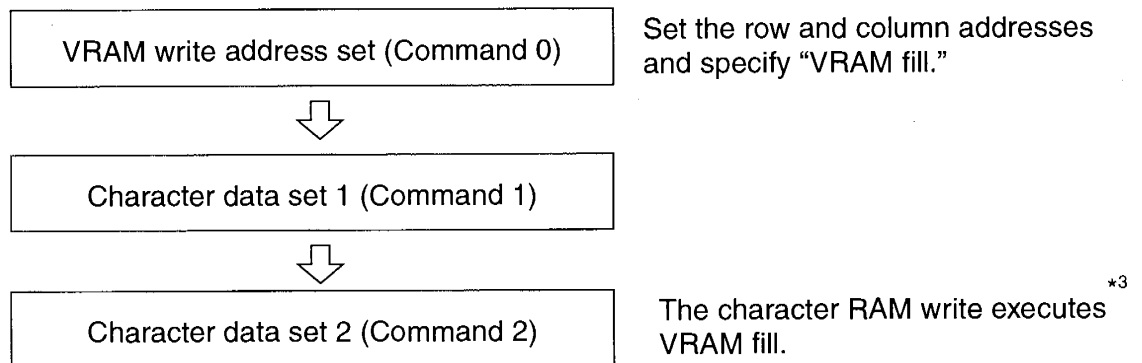 VRAM write address set (Command 0)
Set the row and column addresses
and specify “VRAM fill.”
Character data set 1 (Command 1)
Character data set 2 (Command 2)
The character RAM write executes*3
VRAM fill.